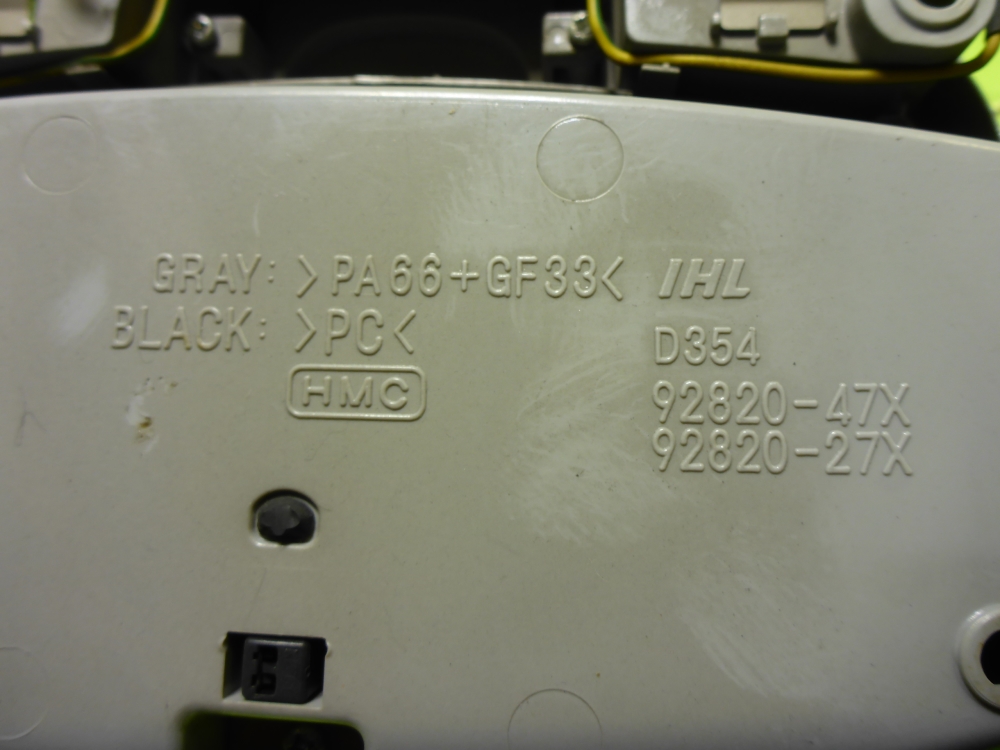 GRAY: >PA66+GF33< IHL
BLACK: >PC<
HMC
D354
92820-47X
92820-27X